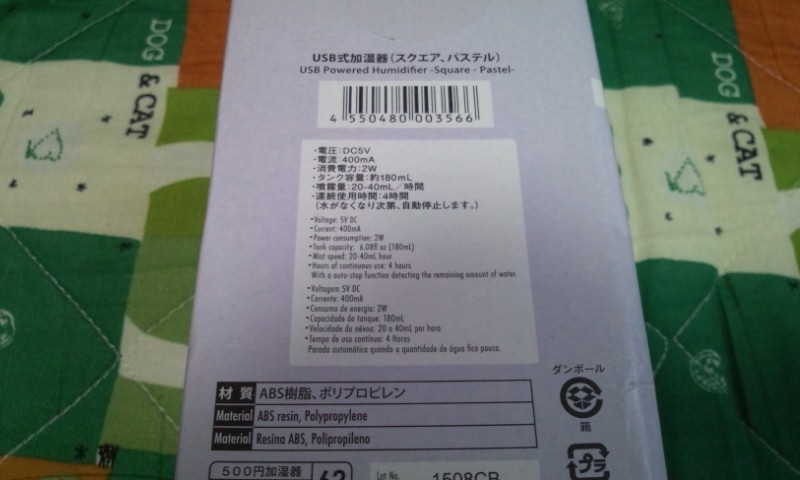 USB式加湿器(スクエア、パステル)
USB Powered Humidifier -Square - Pastel-
4 550480 003566
・電圧:DC5V
・電流:400mA
・消費電力:2W
・タンク容量:約180mL
・噴霧量:20-40mL/時間
・連続使用時間:4時間
(水がなくなり次第、自動停止します。)
•Voltage: 5V DC
•Current: 400mA
•Power consumption: 2W
•Tank capacity: 6.08fl oz (180mL)
•Mist speed: 20-40mL hour
•Hours of continuous use: 4 hours
With a auto-stop function detecting the remaining amount of water.
•Voltagem: 5V DC
•Corrente: 400mA
•Consumo de energia: 2W
•Capacidade do tanque: 180mL
•Velocidade da névoa: 20 a 40mL por hora
•Tempo de uso contínuo: 4 Horas
Parada automática quando a quantidade de água fica pouca.
材質 ABS樹脂、ポリプロピレン
Material ABS resin, Polypropylene
Material Resina ABS, Polipropileno
ダンボール
箱
プラ
500円加湿器 62
Lot No. 1508CB
DOG & CAT
DOG & CAT